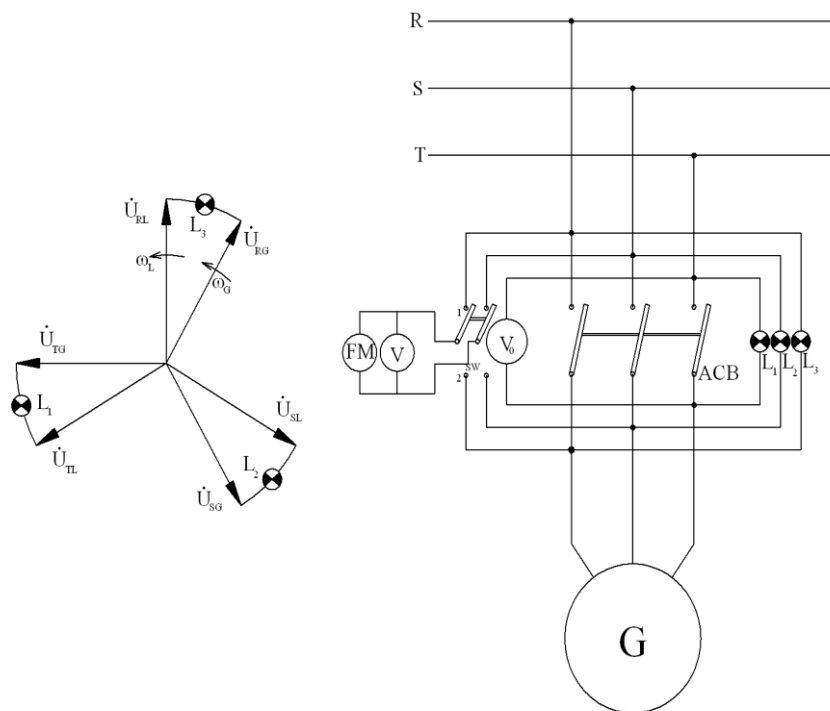 R
S
T
U̇RL
L3
U̇RG
ωL
ωG
U̇TG
L1
U̇TL
U̇SL
L2
U̇SG
1
FM
V
V0
SW
2
ACB
L1
L2
L3
G